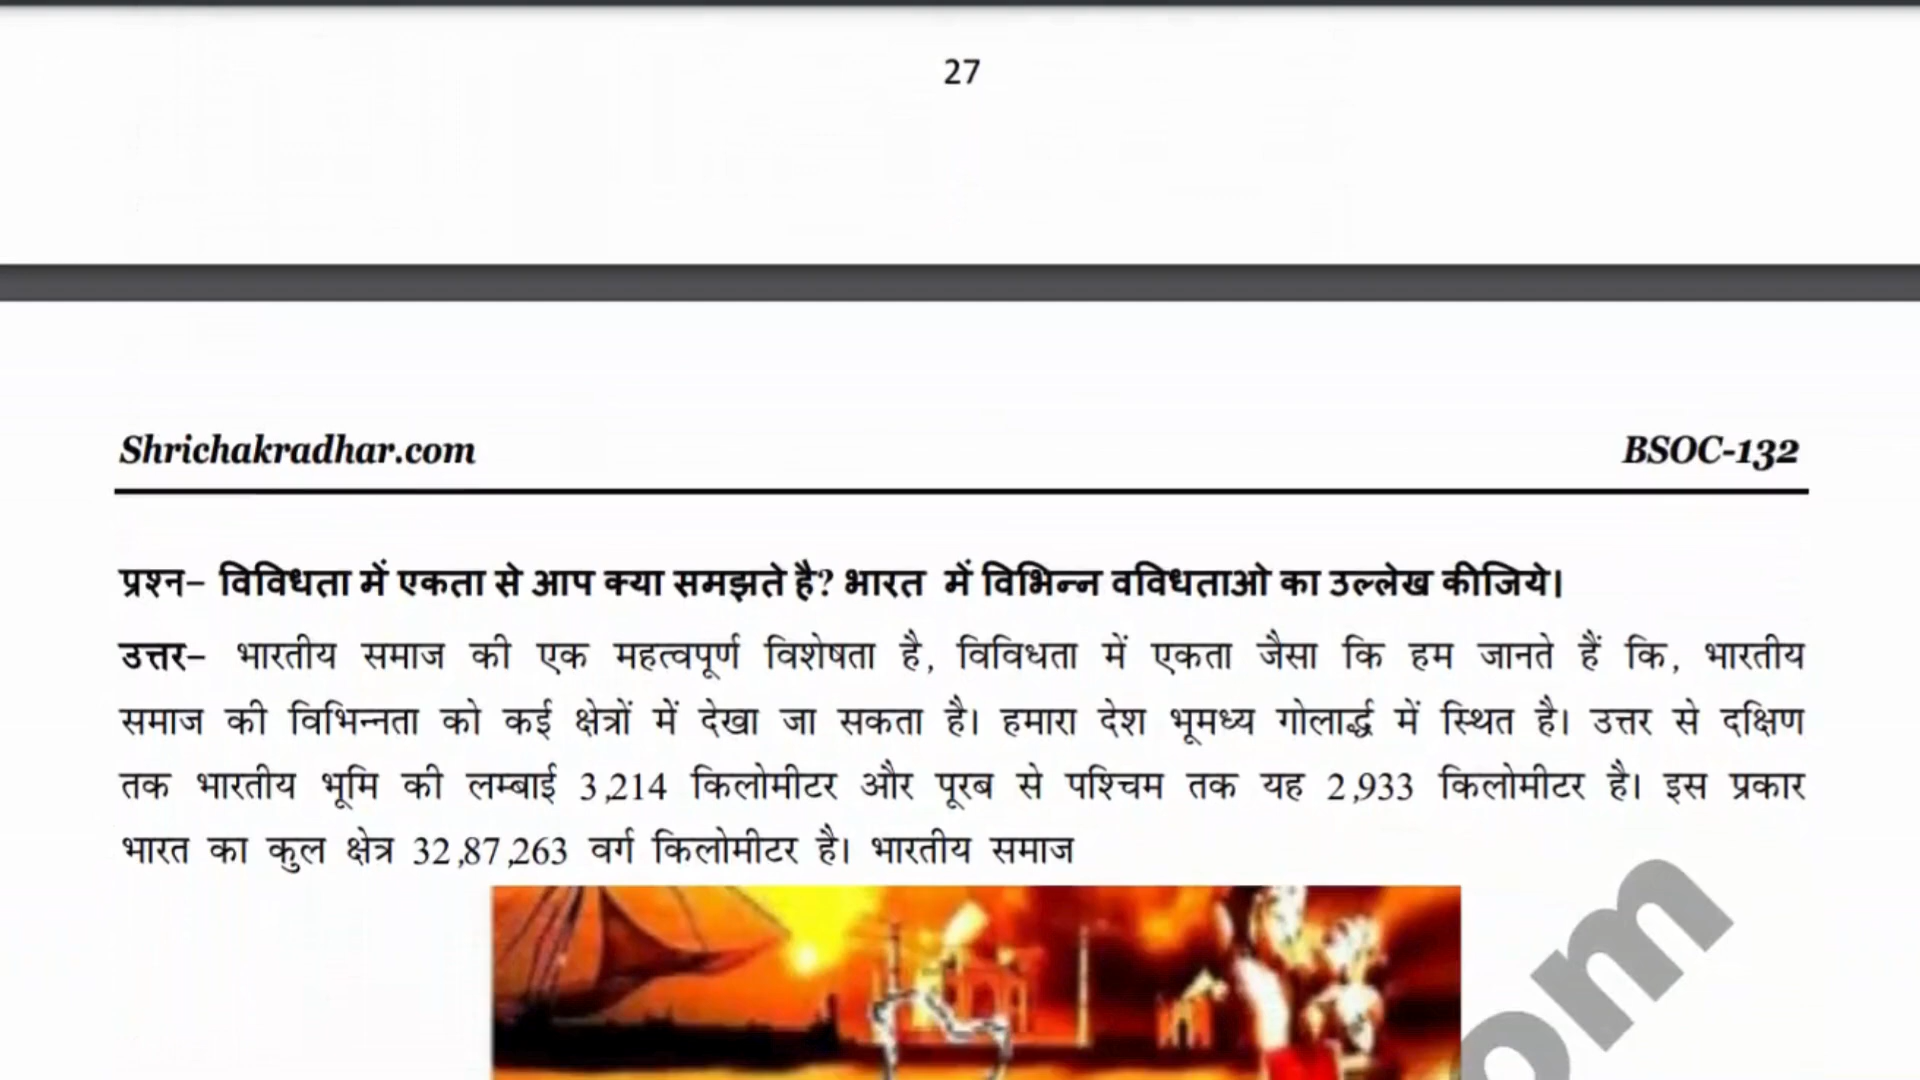 27
Shrichakradhar.com BSOC-132
प्रश्न– विविधता में एकता से आप क्या समझते है? भारत में विभिन्न वविधताओ का उल्लेख कीजिये।
उत्तर– भारतीय समाज की एक महत्वपूर्ण विशेषता है, विविधता में एकता जैसा कि हम जानते हैं कि, भारतीय
समाज की विभिन्नता को कई क्षेत्रों में देखा जा सकता है। हमारा देश भूमध्य गोलार्द्ध में स्थित है। उत्तर से दक्षिण
तक भारतीय भूमि की लम्बाई 3,214 किलोमीटर और पूरब से पश्चिम तक यह 2,933 किलोमीटर है। इस प्रकार
भारत का कुल क्षेत्र 32,87,263 वर्ग किलोमीटर है। भारतीय समाज
om